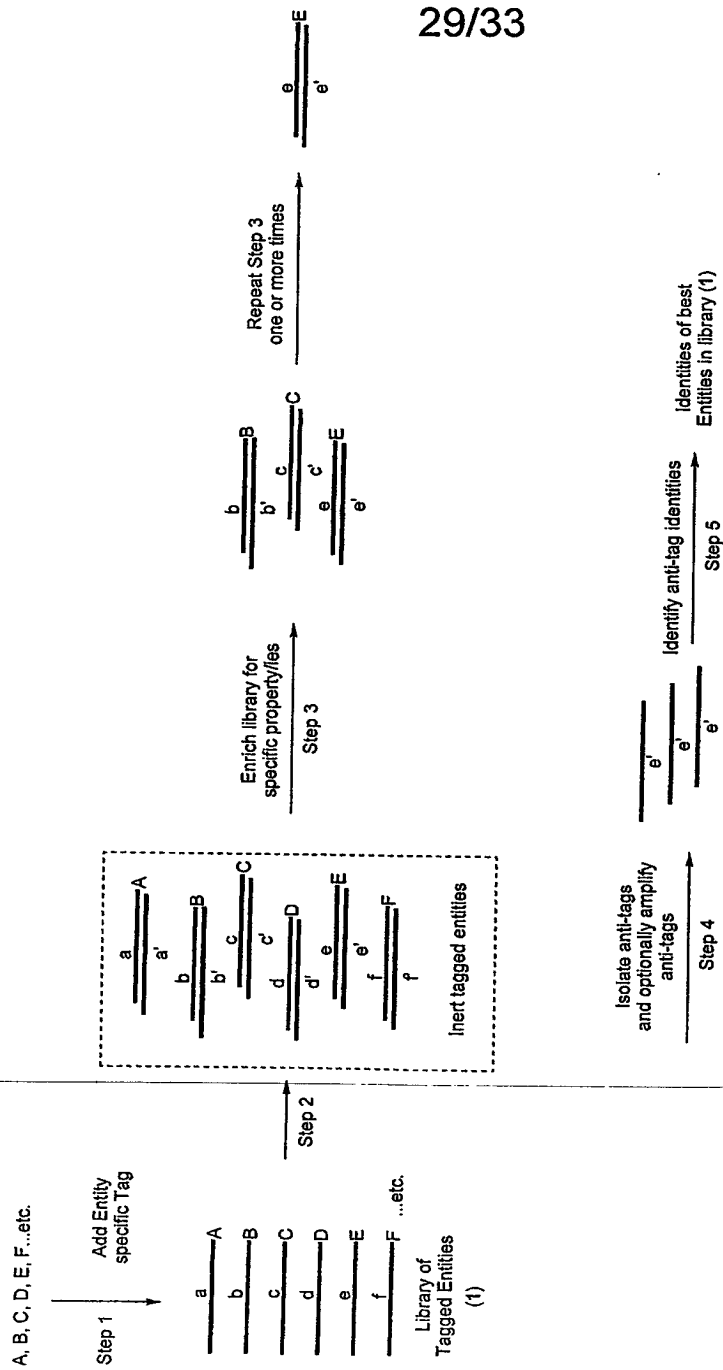 29/33
A, B, C, D, E, F...etc.
Step 1
Add Entity
specific Tag
a
A
b
B
c
C
d
D
e
E
f
F
...etc.
Library of
Tagged Entities
(1)
Step 2
a
A
a'
b
B
b'
c
C
c'
d
D
d'
e
E
e'
f
F
f'
Inert tagged entities
Enrich library for
specific property/ies
Step 3
b
B
b'
c
C
c'
e
E
e'
Repeat Step 3
one or more times
e
E
e'
Isolate anti-tags
and optionally amplify
anti-tags
Step 4
e'
e'
e'
Identify anti-tag identities
Step 5
Identities of best
Entities in library (1)